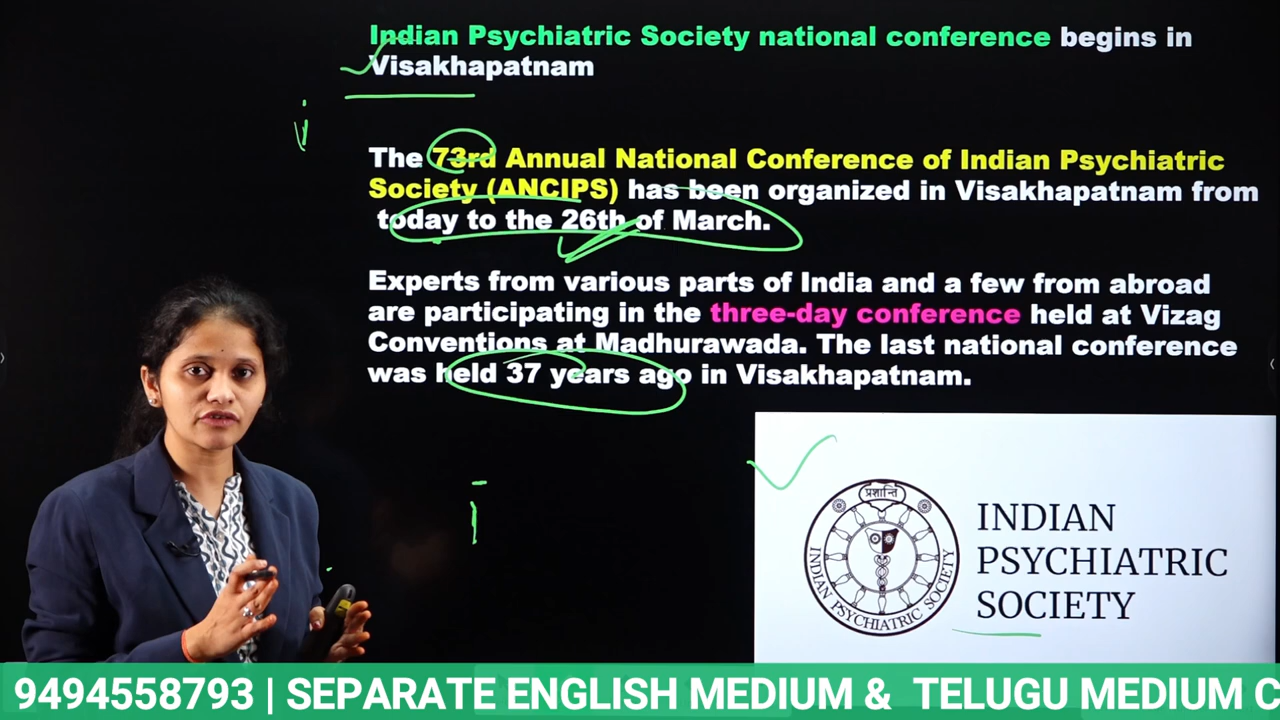 Indian Psychiatric Society national conference begins in
Visakhapatnam
The 73rd Annual National Conference of Indian Psychiatric
Society (ANCIPS) has been organized in Visakhapatnam from
today to the 26th of March.
Experts from various parts of India and a few from abroad
are participating in the three-day conference held at Vizag
Conventions at Madhurawada. The last national conference
was held 37 years ago in Visakhapatnam.
प्रशान्ति
INDIAN PSYCHIATRIC SOCIETY
INDIAN
PSYCHIATRIC
SOCIETY
9494558793 | SEPARATE ENGLISH MEDIUM & TELUGU MEDIUM C